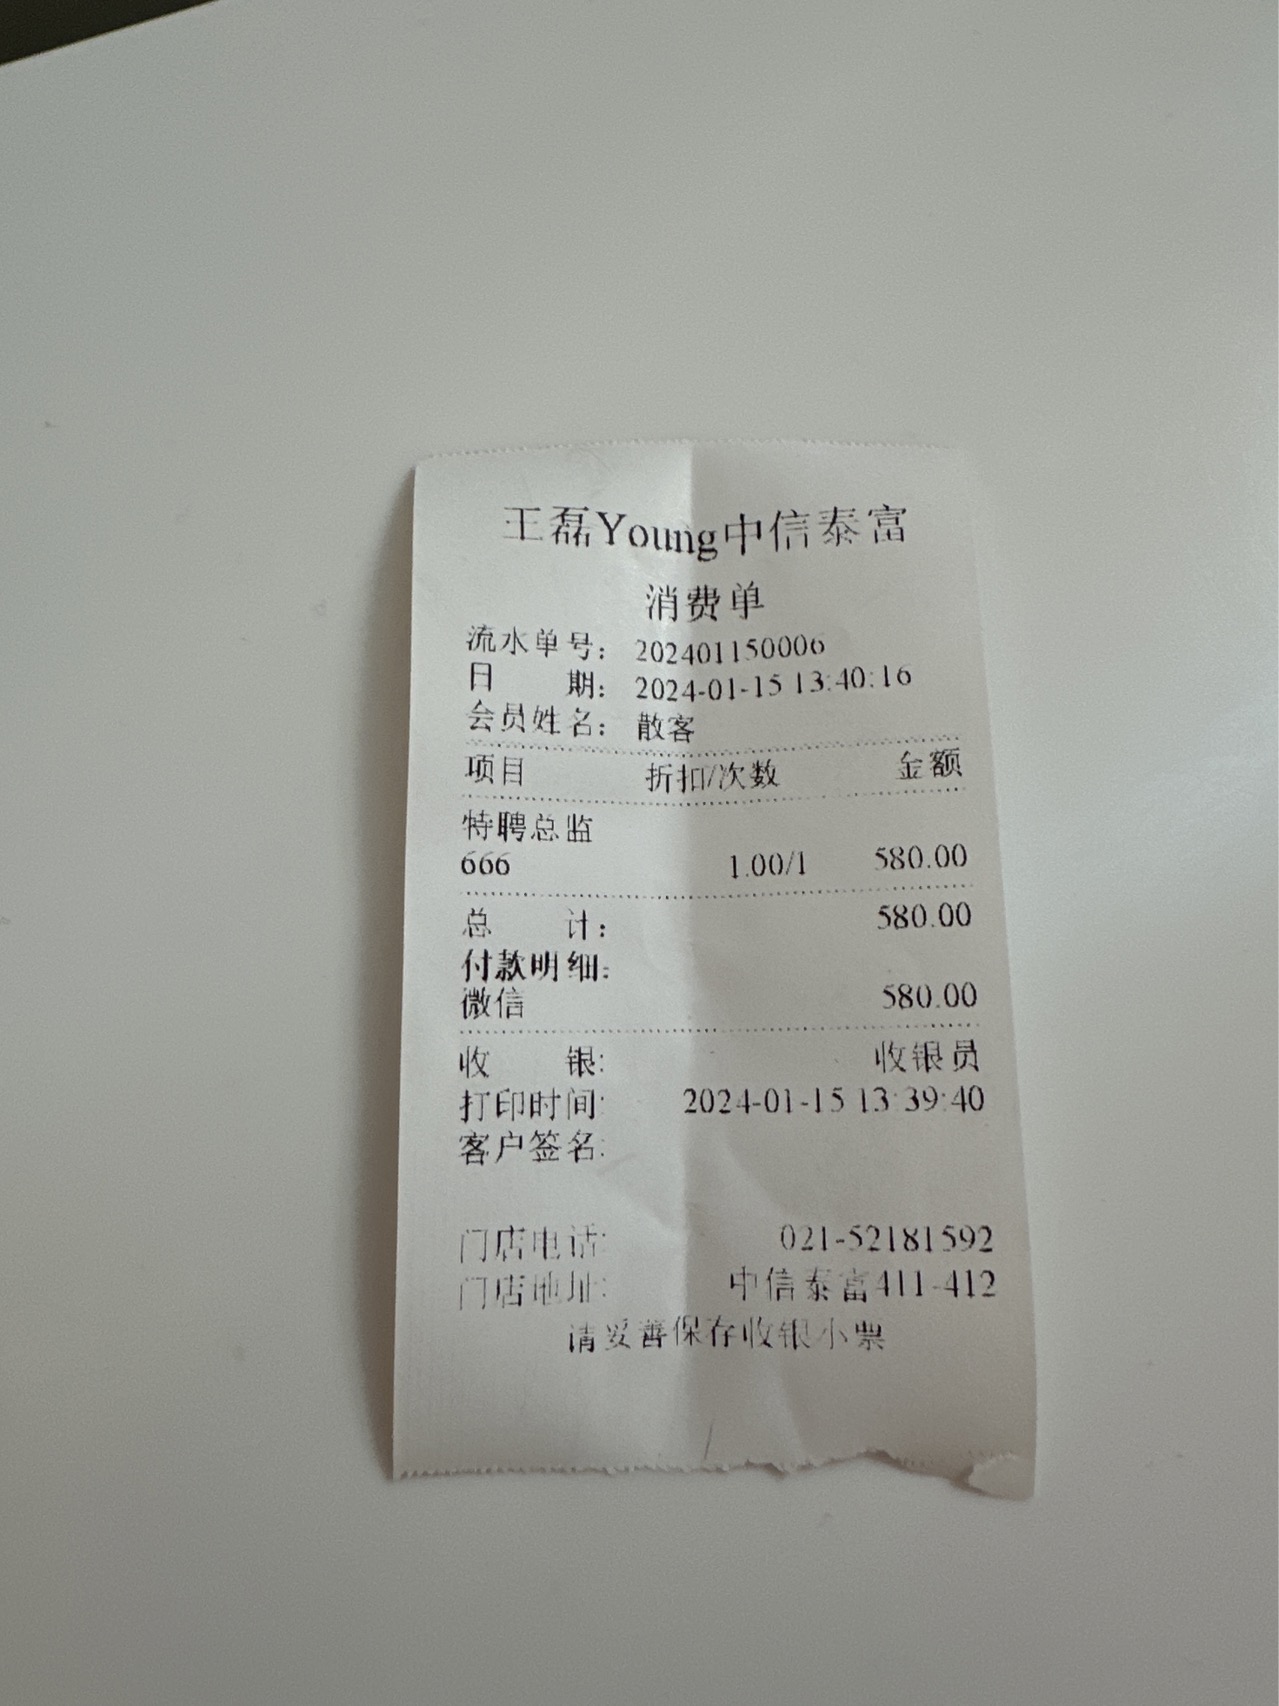 王磊Young中信泰富
消费单
流水单号： 202401150006
日 期： 2024-01-15 13:40:16
会员姓名： 散客
项目 折扣/次数 金额
特聘总监
666 1.00/1 580.00
总 计： 580.00
付款明细：
微信 580.00
收 银: 收银员
打印时间: 2024-01-15 13:39:40
客户签名:
门店电话: 021-52181592
门店地址: 中信泰富411-412
请妥善保存收银小票